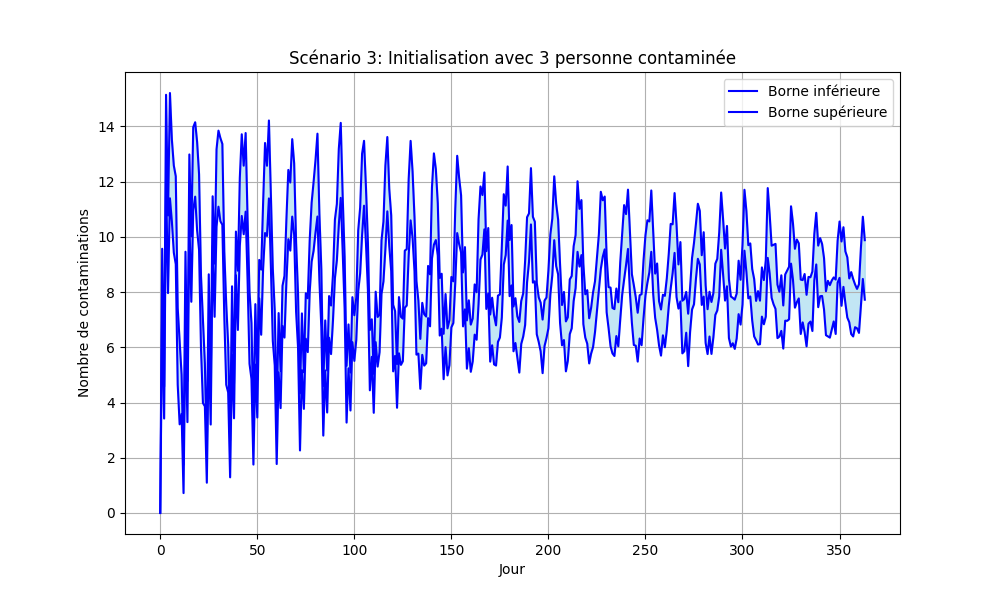 Scénario 3: Initialisation avec 3 personne contaminée
Borne inférieure
Borne supérieure
Nombre de contaminations
14
12
10
8
6
4
2
0
0 50 100 150 200 250 300 350
Jour